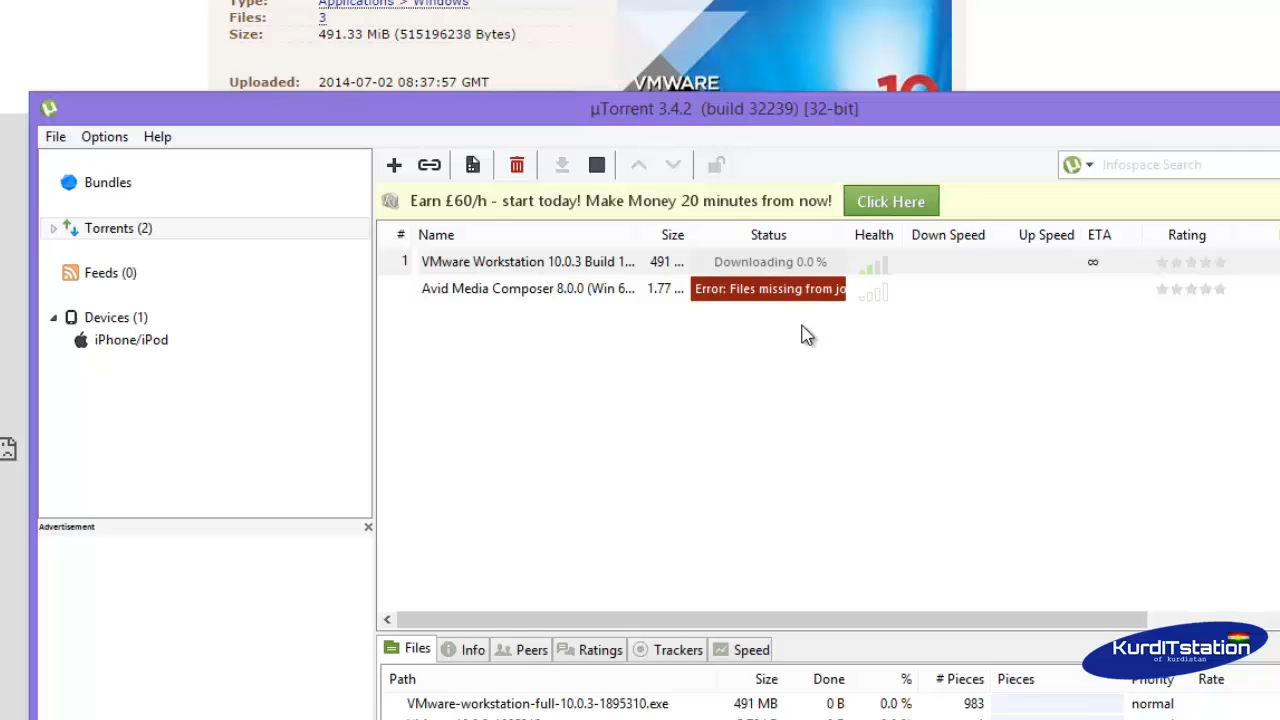 Type: Applications > Windows
Files: 3
Size: 491.33 MiB (515196238 Bytes)
Uploaded: 2014-07-02 08:37:57 GMT
VMWARE
10
µTorrent 3.4.2 (build 32239) [32-bit]
File Options Help
Bundles
Infospace Search
Earn £60/h - start today! Make Money 20 minutes from now! Click Here
Torrents (2)
# Name Size Status Health Down Speed Up Speed ETA Rating
1 VMware Workstation 10.0.3 Build 1... 491 ... Downloading 0.0 % ∞
Avid Media Composer 8.0.0 (Win 6... 1.77 ... Error: Files missing from jo
Feeds (0)
Devices (1)
iPhone/iPod
Advertisement
Files Info Peers Ratings Trackers Speed
KurdITstation
of kurdistan
Path Size Done % # Pieces Pieces Priority Rate
VMware-workstation-full-10.0.3-1895310.exe 491 MB 0 B 0.0 % 983 normal